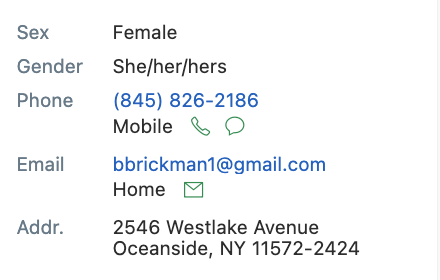 Sex Female
Gender She/her/hers
Phone (845) 826-2186
Mobile
Email bbrickman1@gmail.com
Home
Addr. 2546 Westlake Avenue
Oceanside, NY 11572-2424